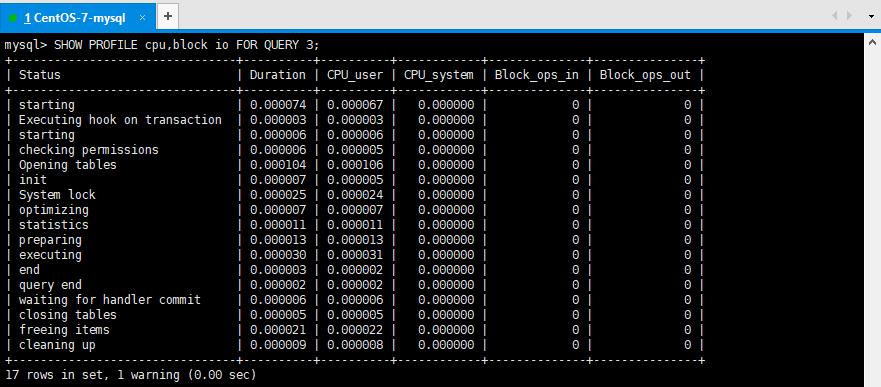 1 CentOS-7-mysql × +
mysql> SHOW PROFILE cpu,block io FOR QUERY 3;
+------------------------------+----------+----------+------------+--------------+---------------+
| Status                       | Duration | CPU_user | CPU_system | Block_ops_in | Block_ops_out |
+------------------------------+----------+----------+------------+--------------+---------------+
| starting                     | 0.000074 | 0.000067 |   0.000000 |            0 |             0 |
| Executing hook on transaction  | 0.000003 | 0.000003 |   0.000000 |            0 |             0 |
| starting                     | 0.000006 | 0.000006 |   0.000000 |            0 |             0 |
| checking permissions         | 0.000006 | 0.000005 |   0.000000 |            0 |             0 |
| Opening tables               | 0.000104 | 0.000106 |   0.000000 |            0 |             0 |
| init                         | 0.000007 | 0.000005 |   0.000000 |            0 |             0 |
| System lock                  | 0.000025 | 0.000024 |   0.000000 |            0 |             0 |
| optimizing                   | 0.000007 | 0.000007 |   0.000000 |            0 |             0 |
| statistics                   | 0.000011 | 0.000011 |   0.000000 |            0 |             0 |
| preparing                    | 0.000013 | 0.000013 |   0.000000 |            0 |             0 |
| executing                    | 0.000030 | 0.000031 |   0.000000 |            0 |             0 |
| end                          | 0.000003 | 0.000002 |   0.000000 |            0 |             0 |
| query end                    | 0.000002 | 0.000002 |   0.000000 |            0 |             0 |
| waiting for handler commit   | 0.000006 | 0.000006 |   0.000000 |            0 |             0 |
| closing tables               | 0.000005 | 0.000005 |   0.000000 |            0 |             0 |
| freeing items                | 0.000021 | 0.000022 |   0.000000 |            0 |             0 |
| cleaning up                  | 0.000009 | 0.000008 |   0.000000 |            0 |             0 |
+------------------------------+----------+----------+------------+--------------+---------------+
17 rows in set, 1 warning (0.00 sec)